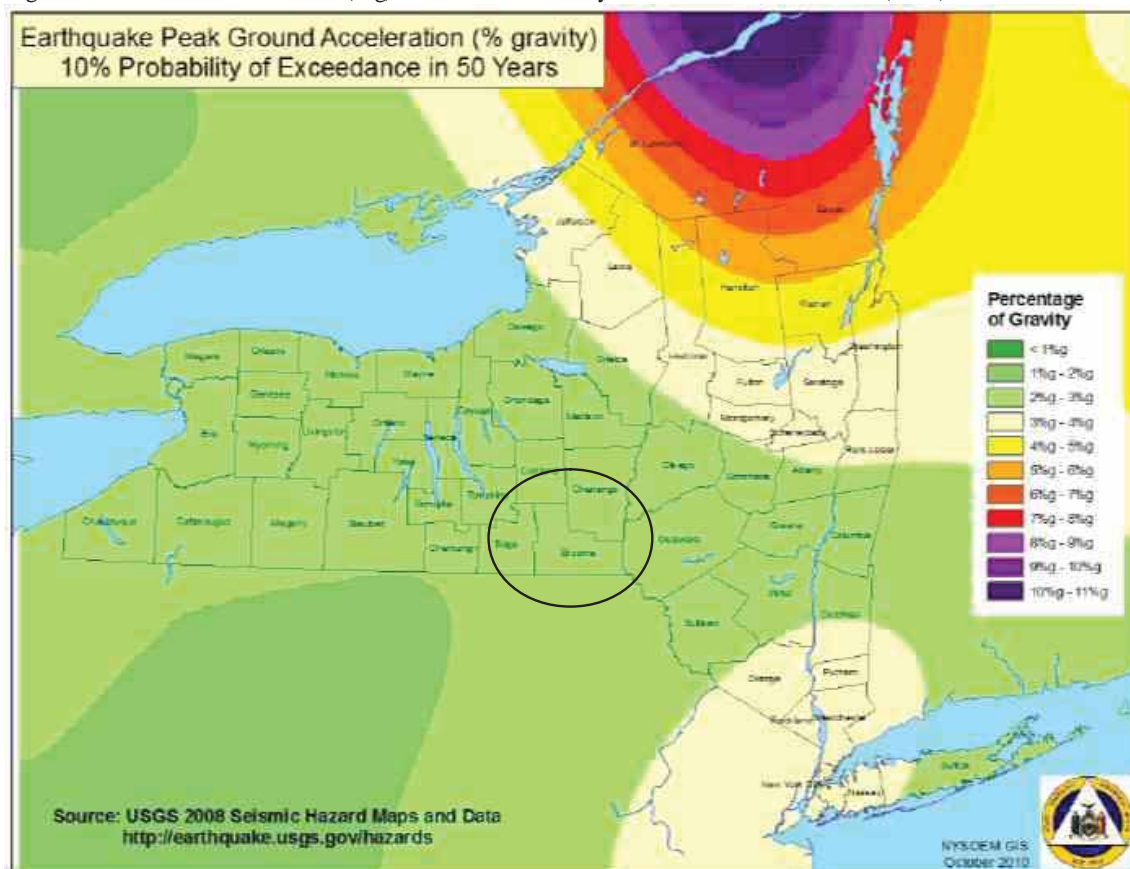 Earthquake Peak Ground Acceleration (% gravity)
10% Probability of Exceedance in 50 Years
St Lawrence
Essex
Jefferson
Lewis
Hamilton
Warren
Washington
Oswego
Oneida
Herkimer
Fulton
Saratoga
Niagara
Orleans
Monroe
Wayne
Genesee
Onondaga
Madison
Montgomery
Schenectady
Erie
Wyoming
Livingston
Ontario
Seneca
Cayuga
Yates
Otsego
Schoharie
Albany
Rensselaer
Cortland
Chenango
Tompkins
Schuyler
Chautauqua
Cattaraugus
Allegany
Steuben
Chemung
Tioga
Broome
Delaware
Greene
Columbia
Ulster
Sullivan
Dutchess
Orange
Putnam
Rockland
Westchester
New York
Nassau
Suffolk
Percentage
of Gravity
< 1%g
1%g - 2%g
2%g - 3%g
3%g - 4%g
4%g - 5%g
5%g - 6%g
6%g - 7%g
7%g - 8%g
8%g - 9%g
9%g - 10%g
10%g - 11%g
Source: USGS 2008 Seismic Hazard Maps and Data
http://earthquake.usgs.gov/hazards
NYSOEM GIS
October 2010